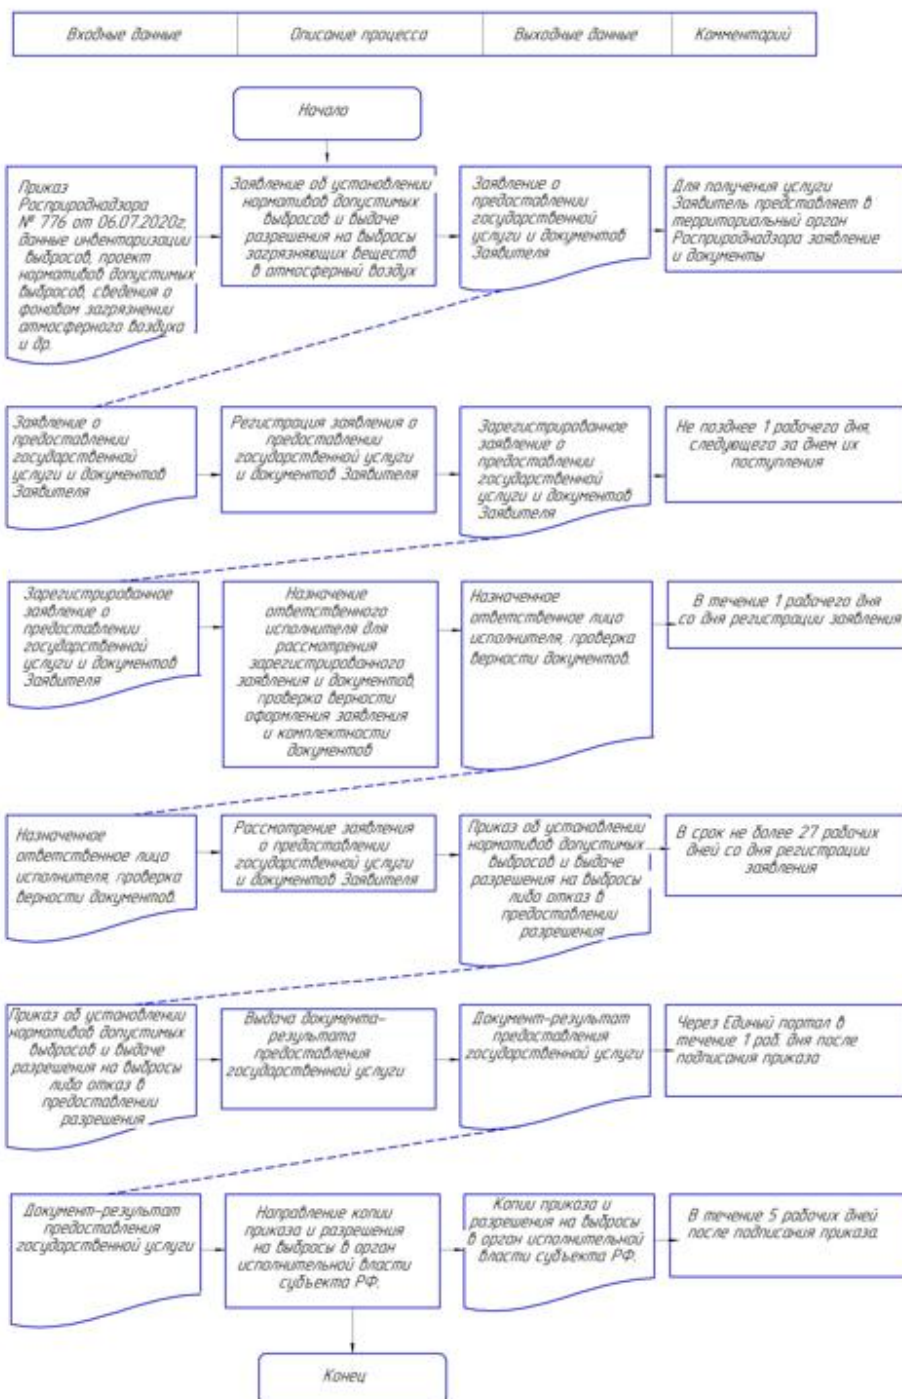 Входные данные
Описание процесса
Выходные данные
Комментарий
Начало
Приказ
Росприроднадзора
№ 776 от 06.07.2020г,
данные инвентаризации
выбросов, проект
нормативов допустимых
выбросов, сведения о
фоновом загрязнении
атмосферного воздуха
и др.
Заявление об установлении
нормативов допустимых
выбросов и выдаче
разрешения на выбросы
загрязняющих веществ
в атмосферный воздух
Заявление о
предоставлении
государственной
услуги и документов
Заявителя
Для получения услуги
Заявитель представляет в
территориальный орган
Росприроднадзора заявление
и документы
Заявление о
предоставлении
государственной
услуги и документов
Заявителя
Регистрация заявления о
предоставлении
государственной услуги
и документов Заявителя
Зарегистрированное
заявление о
предоставлении
государственной
услуги и документов
Заявителя
Не позднее 1 рабочего дня,
следующего за днем их
поступления
Зарегистрированное
заявление о
предоставлении
государственной
услуги и документов
Заявителя
Назначение
ответственного
исполнителя для
рассмотрения
зарегистрированного
заявления и документов,
проверка верности
оформления заявления
и комплектности
документов
Назначенное
ответственное лицо
исполнителя, проверка
верности документов.
В течение 1 рабочего дня
со дня регистрации заявления
Назначенное
ответственное лицо
исполнителя, проверка
верности документов.
Рассмотрение заявления
о предоставлении
государственной услуги
и документов Заявителя
Приказ об установлении
нормативов допустимых
выбросов и выдаче
разрешения на выбросы
либо отказ в
предоставлении
разрешения
В срок не более 27 рабочих
дней со дня регистрации
заявления
Приказ об установлении
нормативов допустимых
выбросов и выдаче
разрешения на выбросы
либо отказ в
предоставлении
разрешения
Выдача документа-
результата
предоставления
государственной услуги
Документ-результат
предоставления
государственной услуги
Через Единый портал в
течение 1 раб. дня после
подписания приказа
Документ-результат
предоставления
государственной услуги
Направление копии
приказа и разрешения
на выбросы в орган
исполнительной власти
субъекта РФ.
Копии приказа и
разрешения на выбросы
в орган исполнительной
власти субъекта РФ.
В течение 5 рабочих дней
после подписания приказа.
Конец